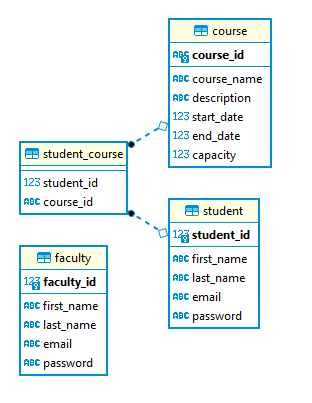 course
ABC course_id
ABC course_name
ABC description
123 start_date
123 end_date
123 capacity
student_course
123 student_id
ABC course_id
student
123 student_id
ABC first_name
ABC last_name
ABC email
ABC password
faculty
123 faculty_id
ABC first_name
ABC last_name
ABC email
ABC password